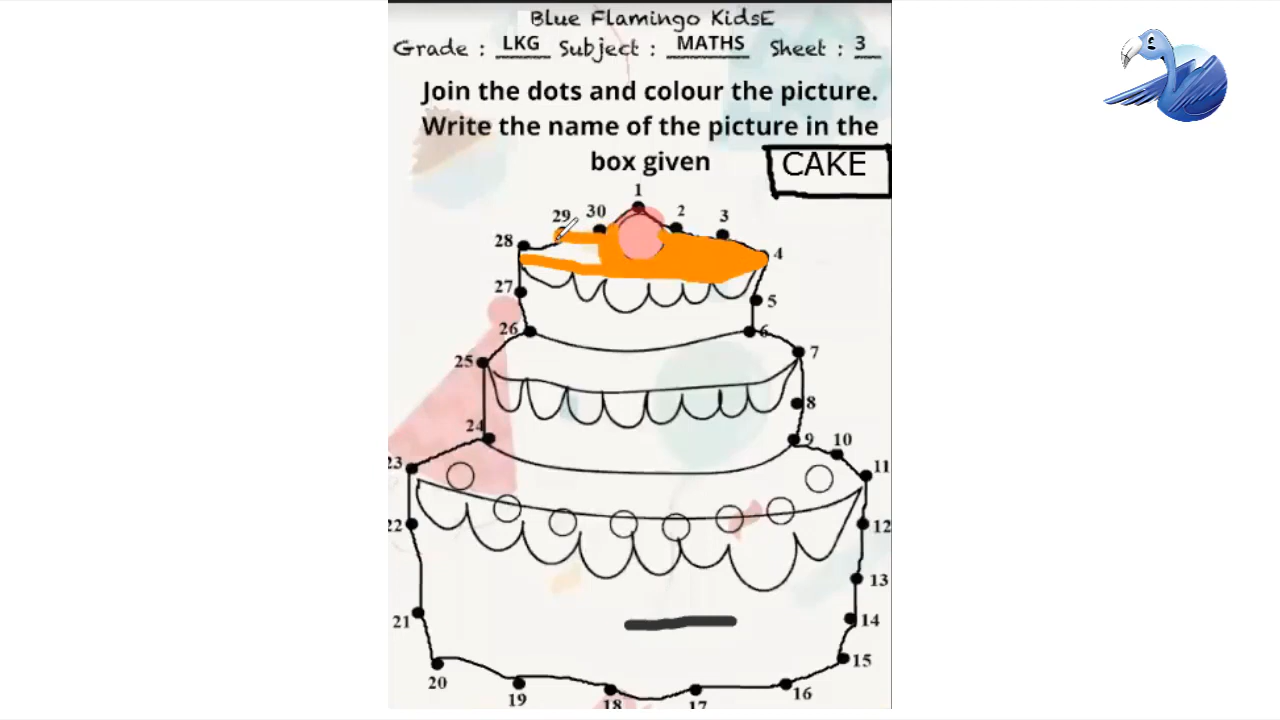 Blue Flamingo KidsE
Grade : LKG Subject : MATHS Sheet : 3
Join the dots and colour the picture.
Write the name of the picture in the
box given
CAKE
1
29 30 2 3
28 4
27 5
26 6
25 7
8
24 9 10
23 11
22 12
13
21 14
15
20 16
19 18 17